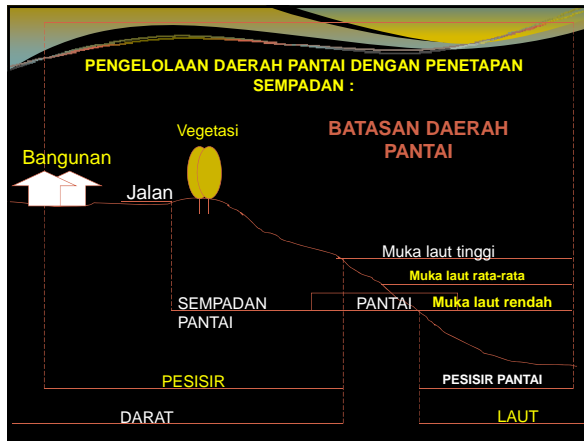 PENGELOLAAN DAERAH PANTAI DENGAN PENETAPAN
SEMPADAN :
BATASAN DAERAH
PANTAI
Vegetasi
Bangunan
Jalan
Muka laut tinggi
Muka laut rata-rata
SEMPADAN
PANTAI
PANTAI
Muka laut rendah
PESISIR
PESISIR PANTAI
DARAT
LAUT